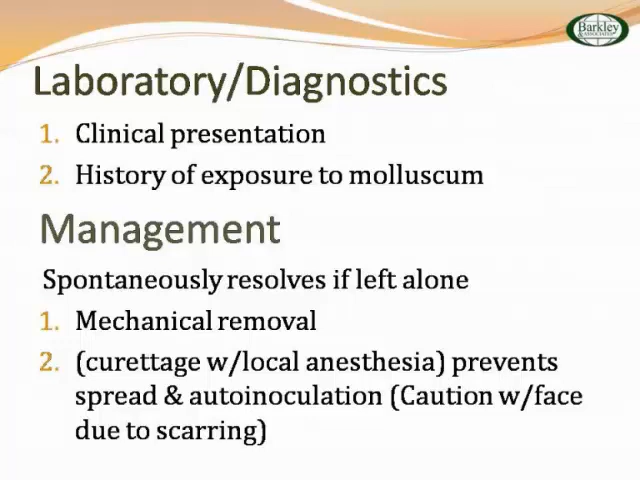 Barkley
& ASSOCIATES
Laboratory/Diagnostics
1. Clinical presentation
2. History of exposure to molluscum
Management
Spontaneously resolves if left alone
1. Mechanical removal
2. (curettage w/local anesthesia) prevents
spread & autoinoculation (Caution w/face
due to scarring)